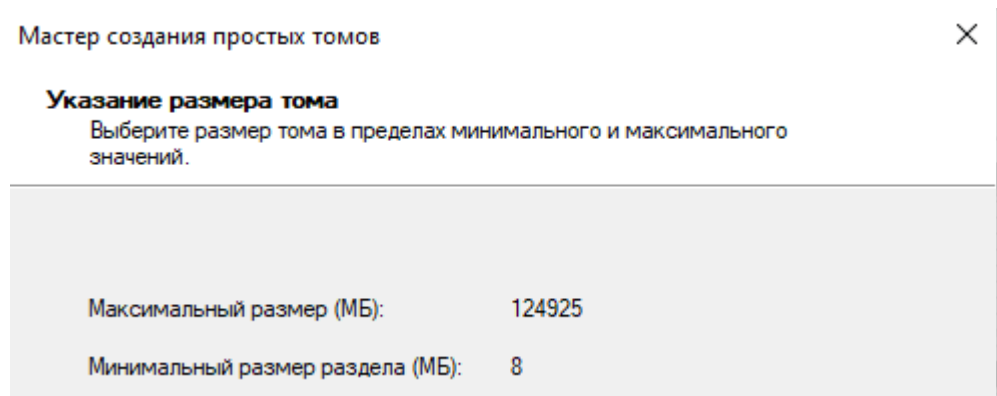 Мастер создания простых томов
Указание размера тома
Выберите размер тома в пределах минимального и максимального
значений.
Максимальный размер (МБ): 124925
Минимальный размер раздела (МБ): 8